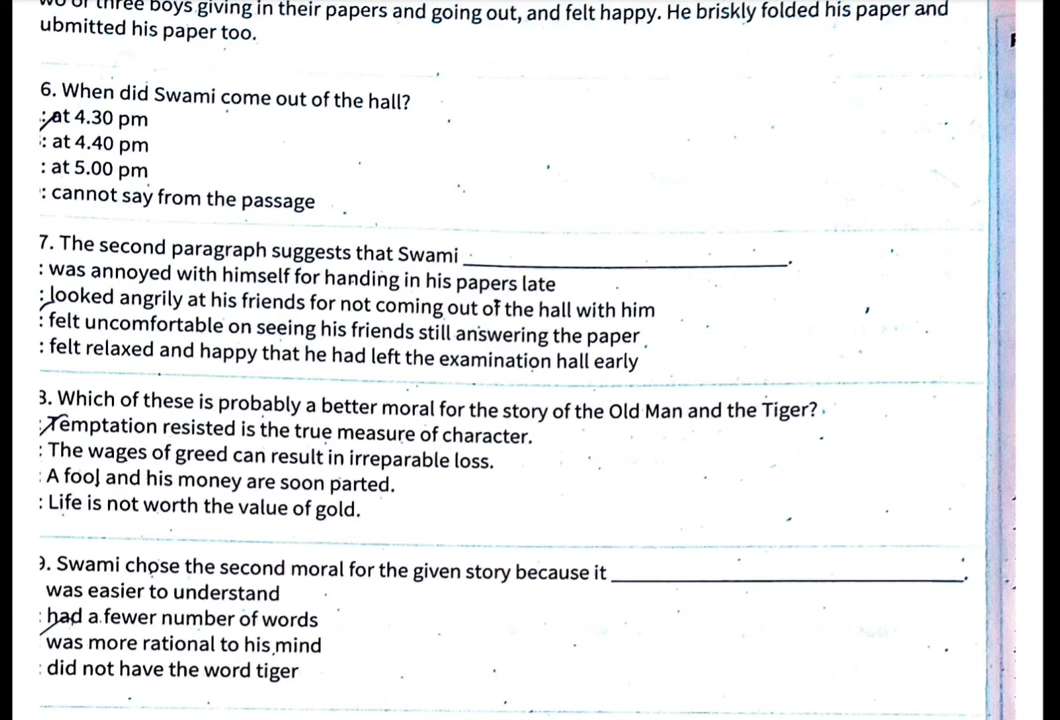 three boys giving in their papers and going out, and felt happy. He briskly folded his paper and
ubmitted his paper too.
6. When did Swami come out of the hall?
: at 4.30 pm
: at 4.40 pm
: at 5.00 pm
: cannot say from the passage
7. The second paragraph suggests that Swami ____________.
: was annoyed with himself for handing in his papers late
: looked angrily at his friends for not coming out of the hall with him
: felt uncomfortable on seeing his friends still answering the paper
: felt relaxed and happy that he had left the examination hall early
. Which of these is probably a better moral for the story of the Old Man and the Tiger?
: Temptation resisted is the true measure of character.
: The wages of greed can result in irreparable loss.
: A fool and his money are soon parted.
: Life is not worth the value of gold.
. Swami chose the second moral for the given story because it ____________.
was easier to understand
: had a fewer number of words
was more rational to his mind
: did not have the word tiger